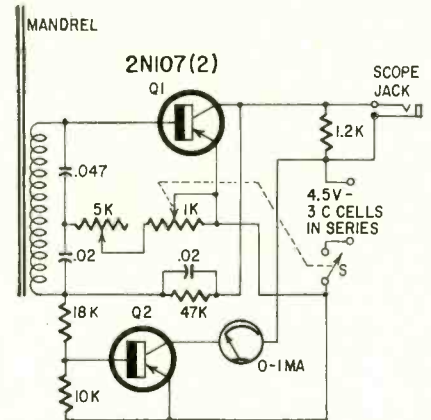 MANDREL
2N107(2)
Q1
SCOPE
JACK
1.2K
.047
4.5V-
3 C CELLS
IN SERIES
5K
1K
.02
.02
S
18K
Q2
47K
0-1MA
10K